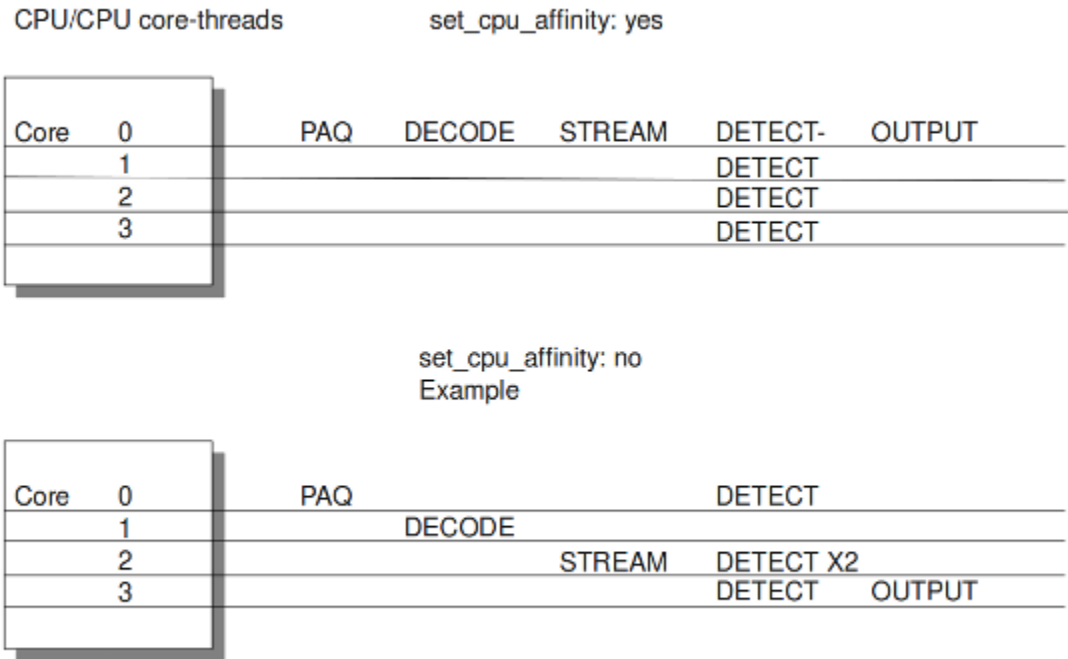 CPU/CPU core-threads set_cpu_affinity: yes
Core 0 PAQ DECODE STREAM DETECT- OUTPUT
1 DETECT
2 DETECT
3 DETECT
set_cpu_affinity: no
Example
Core 0 PAQ DETECT
1 DECODE
2 STREAM DETECT X2
3 DETECT OUTPUT